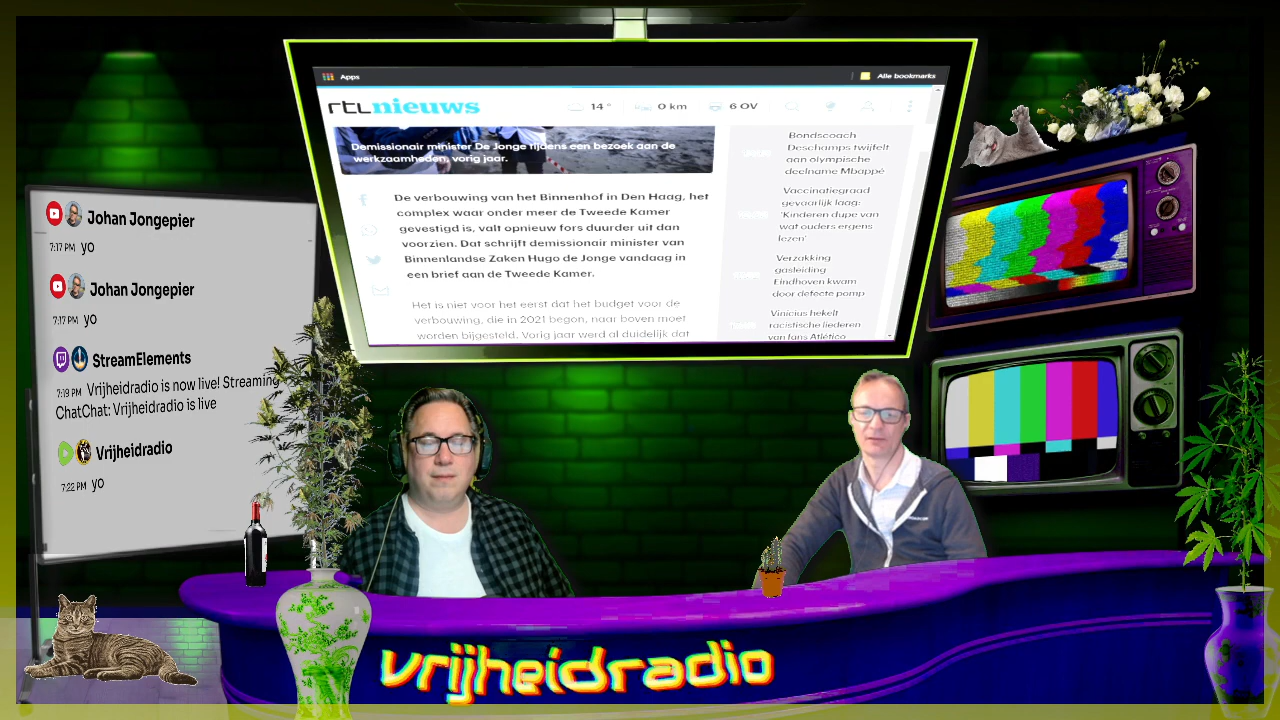 Apps
Alle bookmarks
rtlnieuws
14°
0 km
6 OV
Demissionair minister De Jonge tijdens een bezoek aan de
werkzaamheden, vorig jaar.
De verbouwing van het Binnenhof in Den Haag, het
complex waar onder meer de Tweede Kamer
gevestigd is, valt opnieuw fors duurder uit dan
voorzien. Dat schrijft demissionair minister van
Binnenlandse Zaken Hugo de Jonge vandaag in
een brief aan de Tweede Kamer.
Het is niet voor het eerst dat het budget voor de
verbouwing, die in 2021 begon, naar boven moet
worden bijgesteld. Vorig jaar werd al duidelijk dat
Bondscoach
Deschamps twijfelt
aan olympische
deelname Mbappé
Vaccinatiegraad
gevaarlijk laag:
'Kinderen dupe van
wat ouders ergens
lezen'
Verzakking
gasleiding
Eindhoven kwam
door defecte pomp
Vinícius hekelt
racistische liederen
van fans Atlético
Johan Jongepier
7:17 PM yo
Johan Jongepier
7:17 PM yo
StreamElements
7:19 PM Vrijheidradio is now live! Streaming
ChatChat: Vrijheidradio is live
Vrijheidradio
7:22 PM yo
vrijheidradio